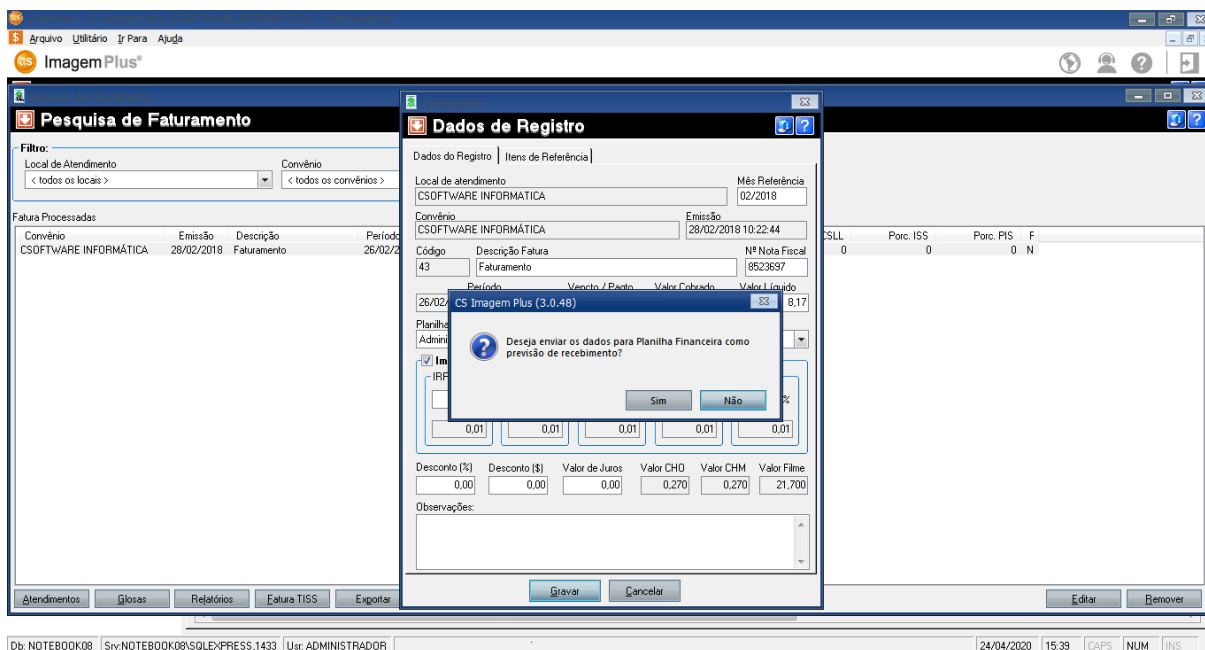 Arquivo Utilitário Ir Para Ajuda
CS ImagemPlus®
Pesquisa de Faturamento
Filtro:
Local de Atendimento Convênio
< todos os locais > < todos os convênios >
Fatura Processadas
Convênio Emissão Descrição Período CSLL Porc. ISS Porc. PIS F
CSOFTWARE INFORMÁTICA 28/02/2018 Faturamento 26/02/2 0 0 0 N
Dados de Registro
Dados do Registro Itens de Referência
Local de atendimento Mês Referência
CSOFTWARE INFORMATICA 02/2018
Convênio Emissão
CSOFTWARE INFORMÁTICA 28/02/2018 10:22:44
Código Descrição Fatura Nº Nota Fiscal
43 Faturamento 8523697
Período Vencto / Pagto Valor Cobrado Valor Líquido
26/02/ 8,17
Planilha
Admini
Im
IRF
%
CS Imagem Plus (3.0.48)
Deseja enviar os dados para Planilha Financeira como
previsão de recebimento?
Sim Não
0,01 0,01 0,01 0,01 0,01
Desconto (%) Desconto ($) Valor de Juros Valor CHO Valor CHM Valor Filme
0,00 0,00 0,00 0,270 0,270 21,700
Observações:
Gravar Cancelar
Atendimentos Glosas Relatórios Fatura TISS Exportar Editar Remover
Db: NOTEBOOK08 Srv:NOTEBOOK08\SQLEXPRESS,1433 Usr: ADMINISTRADOR 24/04/2020 15:39 CAPS NUM INS